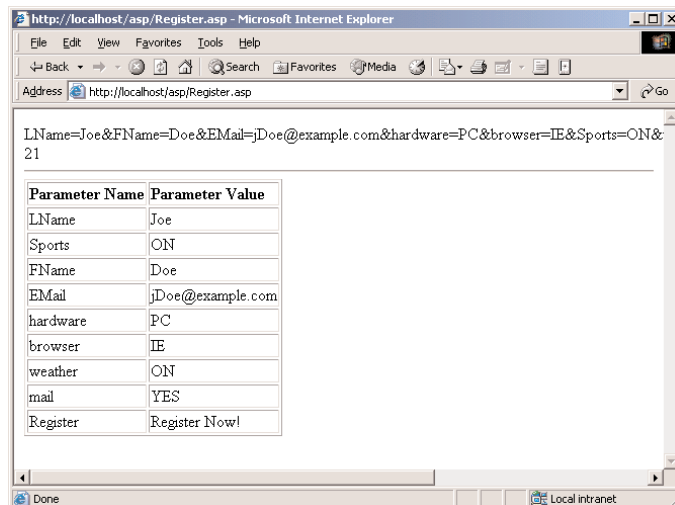 http://localhost/asp/Register.asp - Microsoft Internet Explorer
File Edit View Favorites Tools Help
Back Search Favorites Media
Address http://localhost/asp/Register.asp Go
LName=Joe&FName=Doe&EMail=jDoe@example.com&hardware=PC&browser=IE&Sports=ON&
21
Parameter Name Parameter Value
LName Joe
Sports ON
FName Doe
EMail jDoe@example.com
hardware PC
browser IE
weather ON
mail YES
Register Register Now!
Done Local intranet